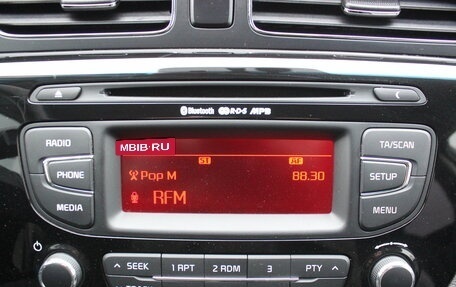 Bluetooth R·D·S MP3
RADIO
MBIB·RU
TA/SCAN
ST AF
PHONE
Pop M 88.30
SETUP
MEDIA
RFM
MENU
SEEK 1 RPT 2 RDM 3 PTY